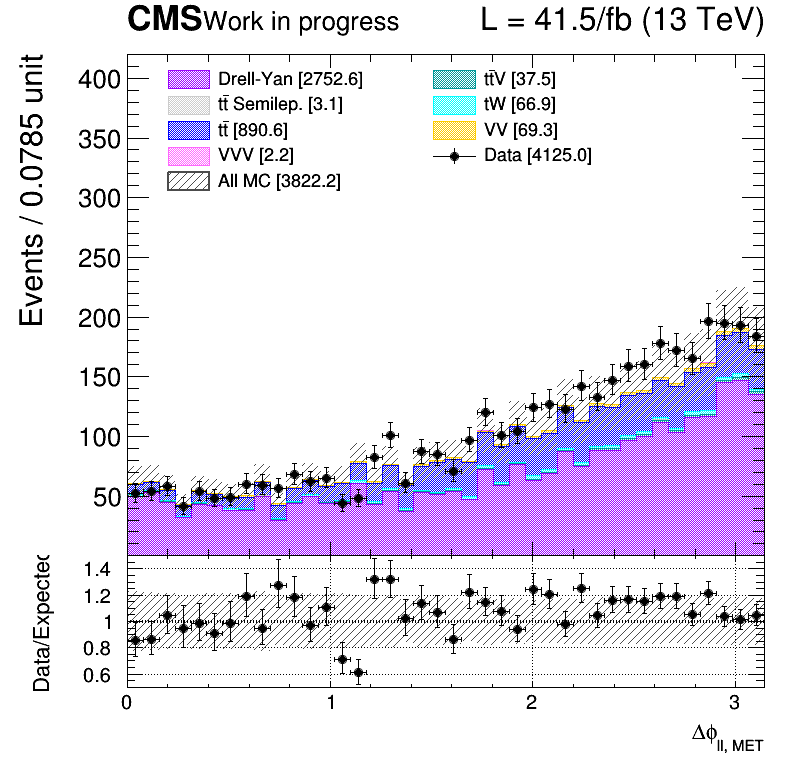 CMS Work in progress L = 41.5/fb (13 TeV)
Events / 0.0785 unit
400
350
300
250
200
150
100
50
Drell-Yan [2752.6]
tt̄ Semilep. [3.1]
tt̄ [890.6]
VVV [2.2]
All MC [3822.2]
tt̄V [37.5]
tW [66.9]
VV [69.3]
Data [4125.0]
Data/Expected
1.4
1.2
1
0.8
0.6
0 1 2 3
Δϕll, MET